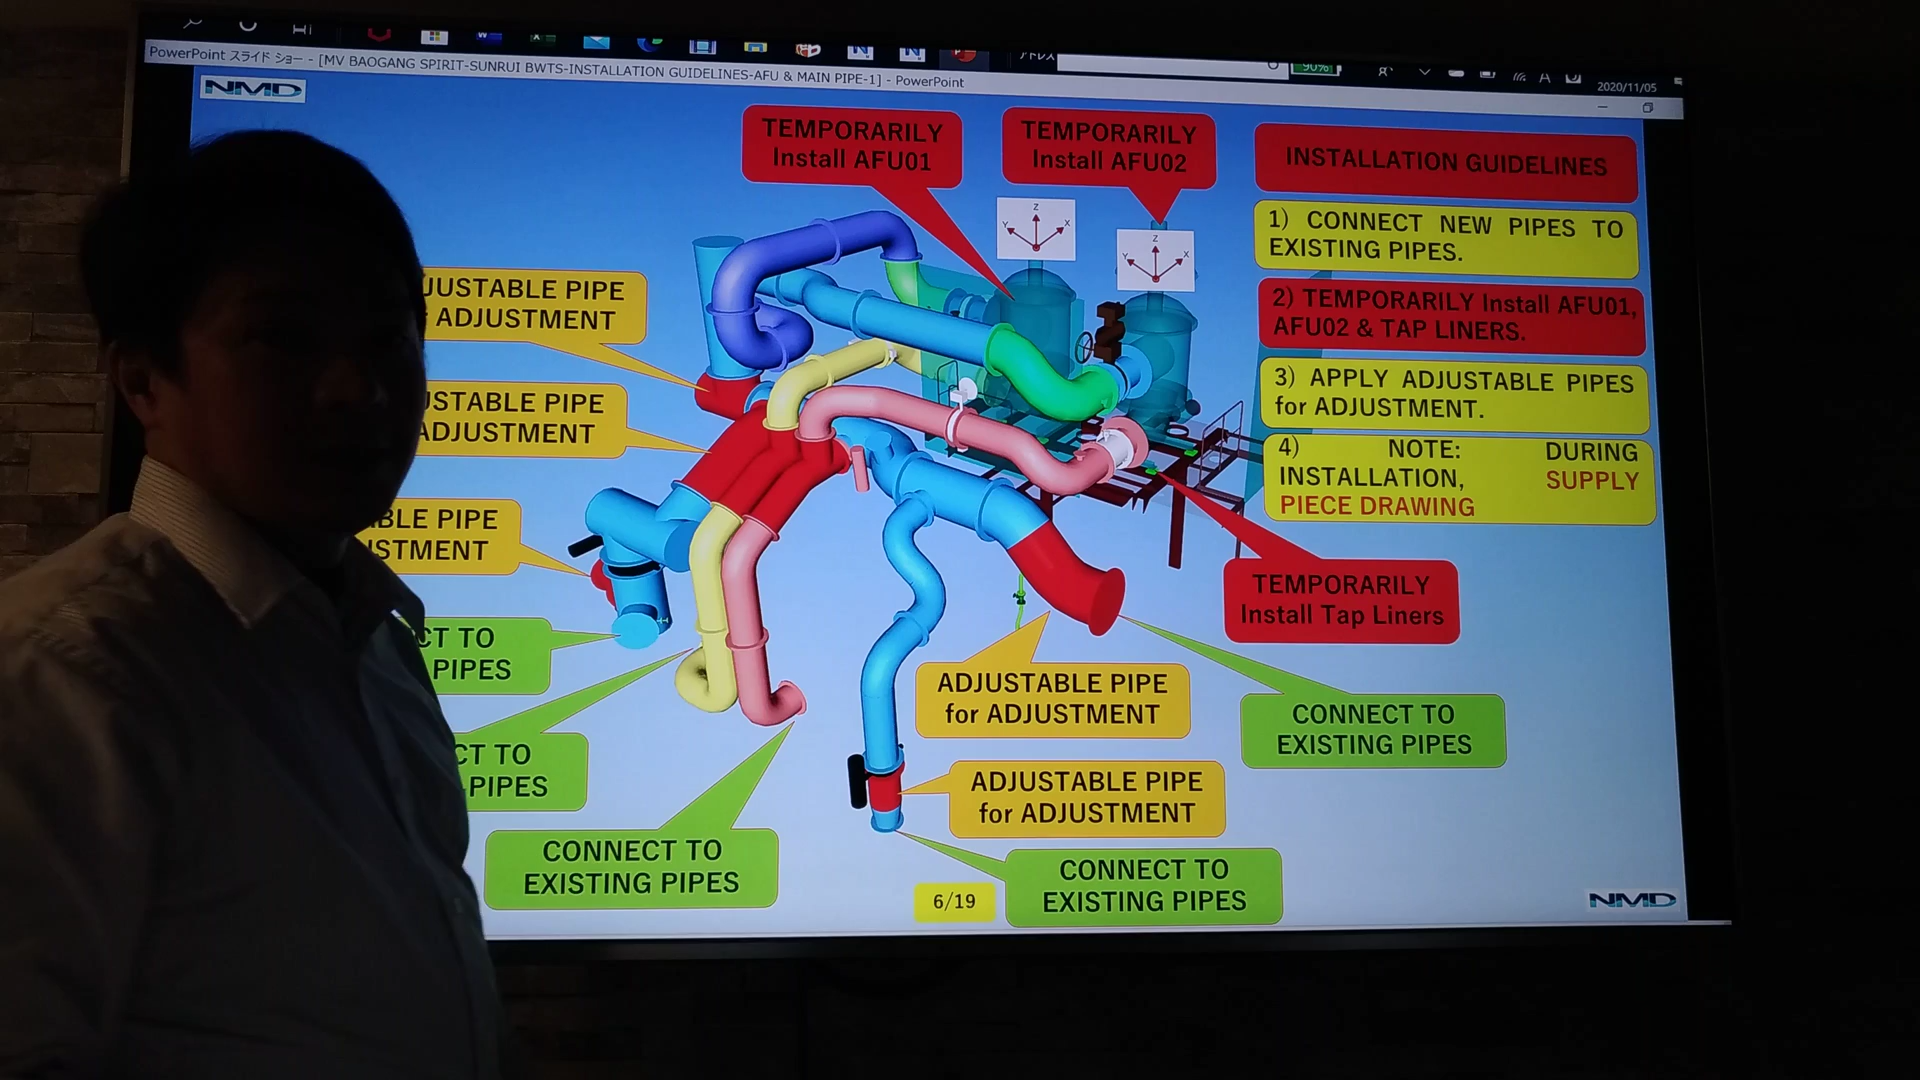 PowerPoint スライド ショー - [MV BAOGANG SPIRIT-SUNRUI BWTS-INSTALLATION GUIDELINES-AFU & MAIN PIPE-1] - PowerPoint
アドレス
90%
A
2020/11/05
NMD
TEMPORARILY
Install AFU01
TEMPORARILY
Install AFU02
INSTALLATION GUIDELINES
1) CONNECT NEW PIPES TO
EXISTING PIPES.
2) TEMPORARILY Install AFU01,
AFU02 & TAP LINERS.
3) APPLY ADJUSTABLE PIPES
for ADJUSTMENT.
4) NOTE: DURING
INSTALLATION, SUPPLY
PIECE DRAWING
Z
Y X
Z
Y X
JUSTABLE PIPE
ADJUSTMENT
JSTABLE PIPE
ADJUSTMENT
BLE PIPE
STMENT
CT TO
PIPES
CT TO
PIPES
CONNECT TO
EXISTING PIPES
TEMPORARILY
Install Tap Liners
ADJUSTABLE PIPE
for ADJUSTMENT
CONNECT TO
EXISTING PIPES
ADJUSTABLE PIPE
for ADJUSTMENT
CONNECT TO
EXISTING PIPES
6/19
NMD